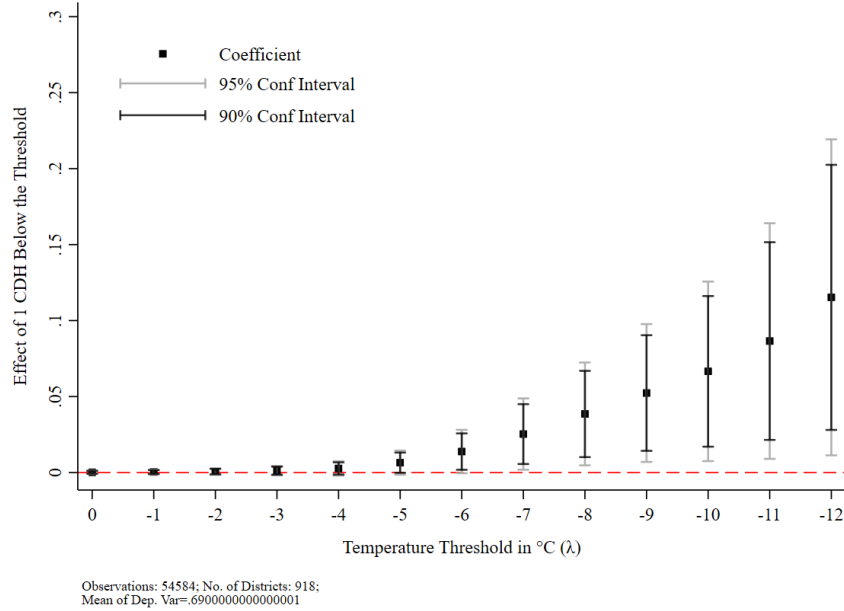 .3
.25
.2
.15
.1
.05
0
Effect of 1 CDH Below the Threshold
Coefficient
95% Conf Interval
90% Conf Interval
0 -1 -2 -3 -4 -5 -6 -7 -8 -9 -10 -11 -12
Temperature Threshold in °C (λ)
Observations: 54584; No. of Districts: 918;
Mean of Dep. Var=.6900000000000001